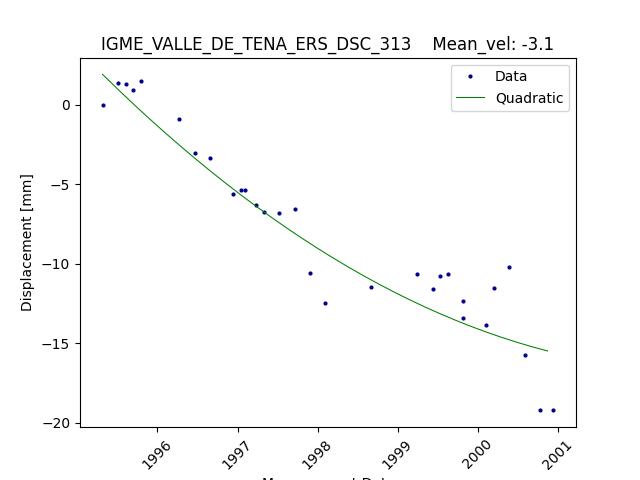 IGME_VALLE_DE_TENA_ERS_DSC_313    Mean_vel: -3.1
Data
Quadratic
Displacement [mm]
0
−5
−10
−15
−20
1996
1997
1998
1999
2000
2001